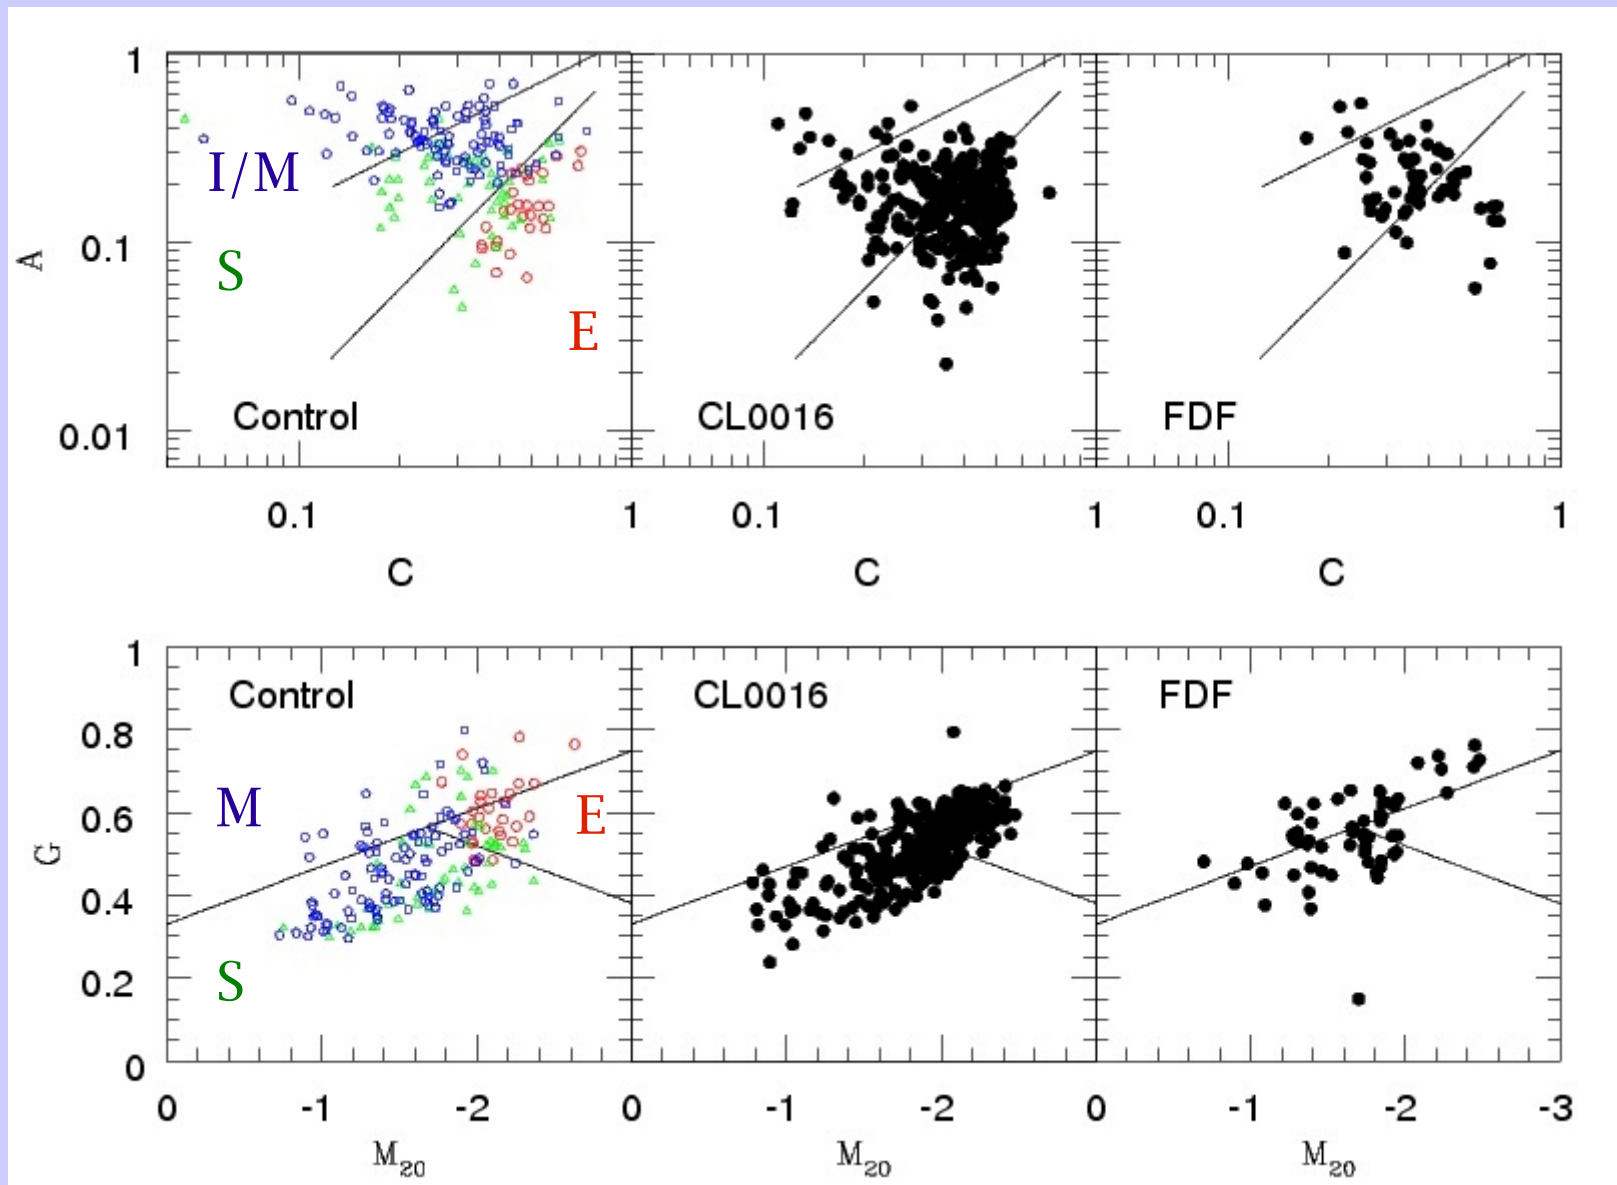 1
0.1
0.01
A
I/M
S
E
Control
CL0016
FDF
0.1 1 0.1 1 0.1 1
C C C
1
0.8
0.6
0.4
0.2
0
G
Control
CL0016
FDF
M
E
S
0 -1 -2 0 -1 -2 0 -1 -2 -3
M₂₀ M₂₀ M₂₀